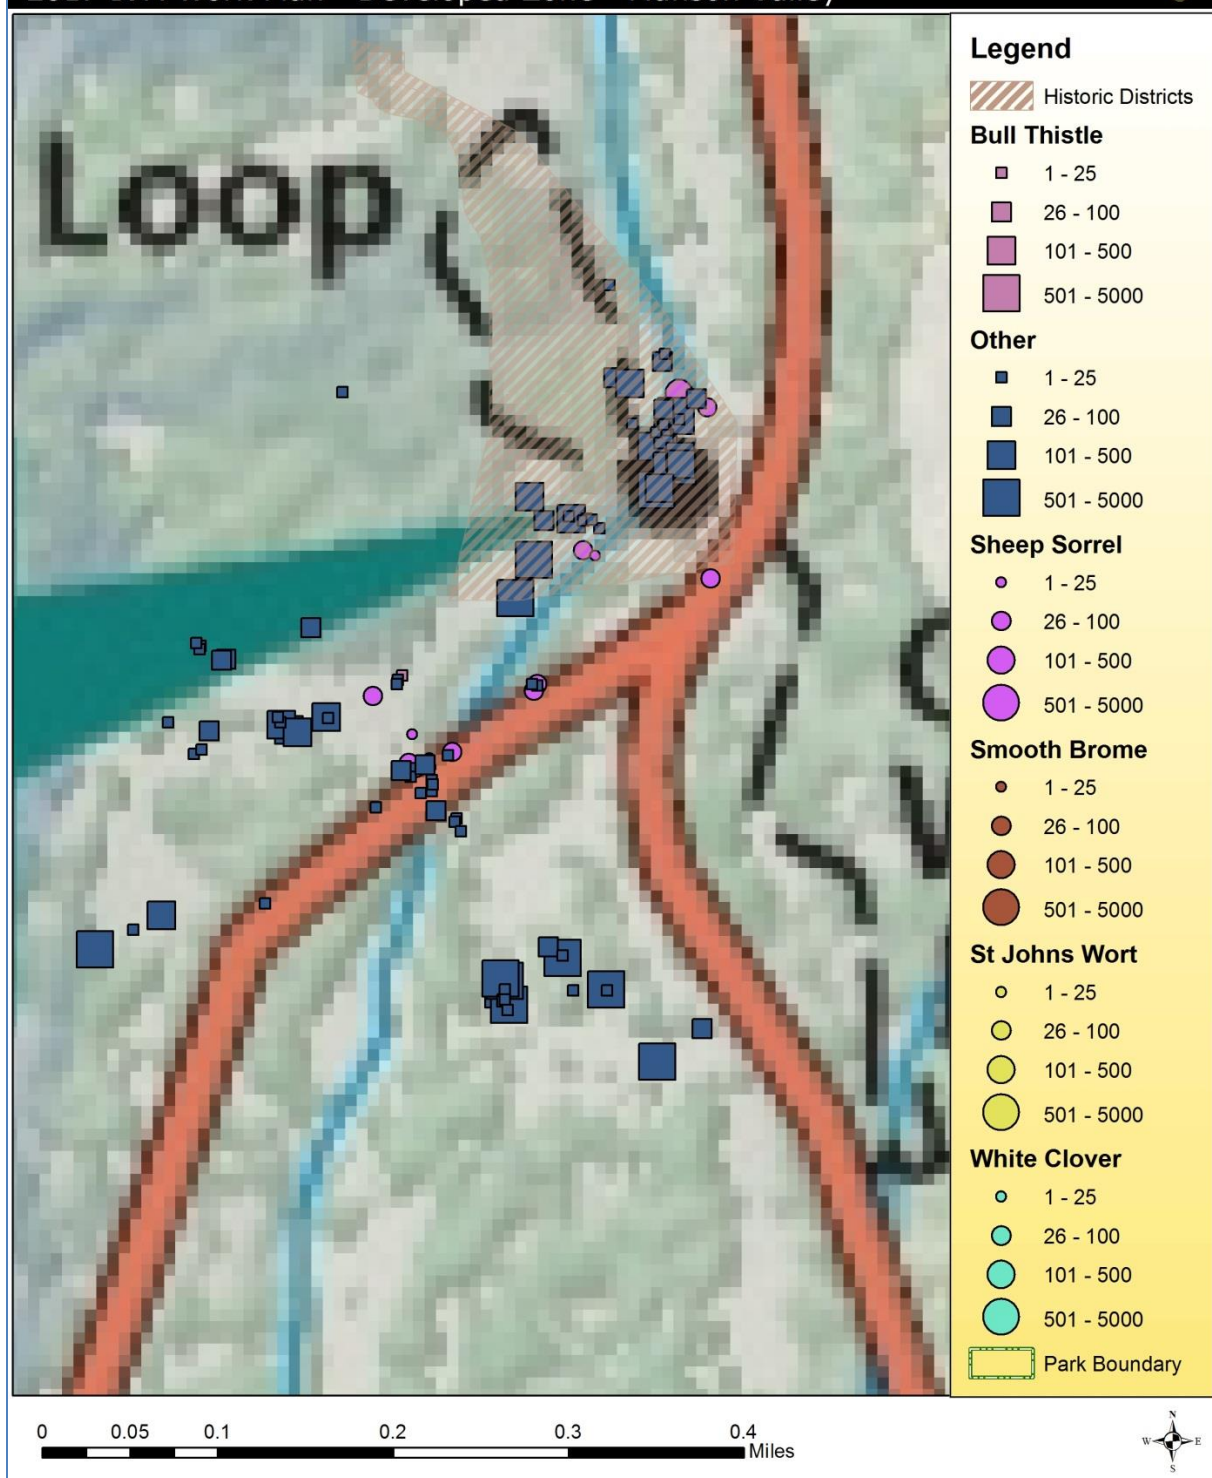 Loop
Legend
Historic Districts
Bull Thistle
1 - 25
26 - 100
101 - 500
501 - 5000
Other
1 - 25
26 - 100
101 - 500
501 - 5000
Sheep Sorrel
1 - 25
26 - 100
101 - 500
501 - 5000
Smooth Brome
1 - 25
26 - 100
101 - 500
501 - 5000
St Johns Wort
1 - 25
26 - 100
101 - 500
501 - 5000
White Clover
1 - 25
26 - 100
101 - 500
501 - 5000
Park Boundary
0 0.05 0.1 0.2 0.3 0.4
Miles
N
W E
S